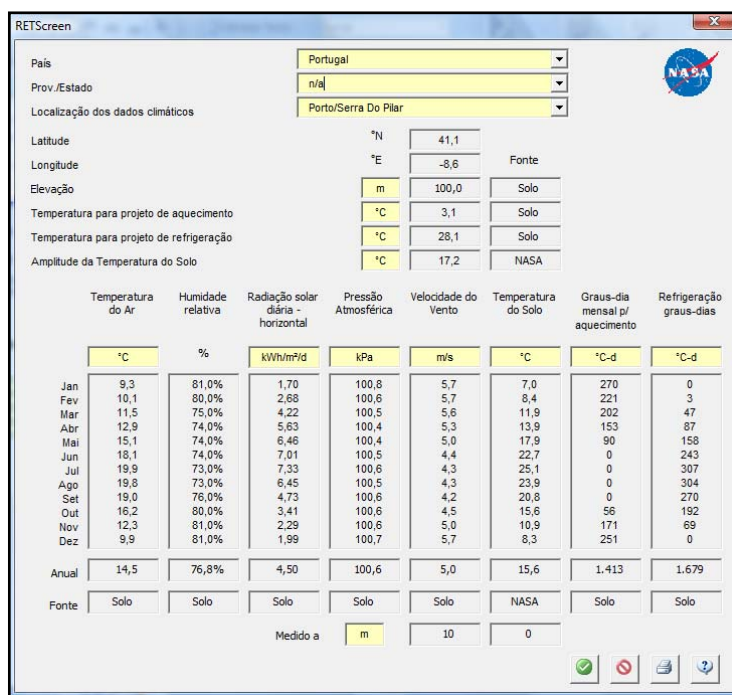 RETScreen
País Portugal
Prov./Estado n/a
Localização dos dados climáticos Porto/Serra Do Pilar
NASA
Latitude °N 41,1
Longitude °E -8,6 Fonte
Elevação m 100,0 Solo
Temperatura para projeto de aquecimento °C 3,1 Solo
Temperatura para projeto de refrigeração °C 28,1 Solo
Amplitude da Temperatura do Solo °C 17,2 NASA
Temperatura Humidade Radiação solar Pressão Velocidade do Temperatura Graus-dia Refrigeração
do Ar relativa diária - Atmosférica Vento do Solo mensal p/ graus-dias
horizontal aquecimento
°C % kWh/m²/d kPa m/s °C °C-d °C-d
Jan 9,3 81,0% 1,70 100,8 5,7 7,0 270 0
Fev 10,1 80,0% 2,68 100,6 5,7 8,4 221 3
Mar 11,5 75,0% 4,22 100,5 5,6 11,9 202 47
Abr 12,9 74,0% 5,63 100,4 5,3 13,9 153 87
Mai 15,1 74,0% 6,46 100,4 5,0 17,9 90 158
Jun 18,1 74,0% 7,01 100,5 4,4 22,7 0 243
Jul 19,9 73,0% 7,33 100,6 4,3 25,1 0 307
Ago 19,8 73,0% 6,45 100,5 4,3 23,9 0 304
Set 19,0 76,0% 4,73 100,6 4,2 20,8 0 270
Out 16,2 80,0% 3,41 100,6 4,5 15,6 56 192
Nov 12,3 81,0% 2,29 100,6 5,0 10,9 171 69
Dez 9,9 81,0% 1,99 100,7 5,7 8,3 251 0
Anual 14,5 76,8% 4,50 100,6 5,0 15,6 1.413 1.679
Fonte Solo Solo Solo Solo Solo NASA Solo Solo
Medido a m 10 0